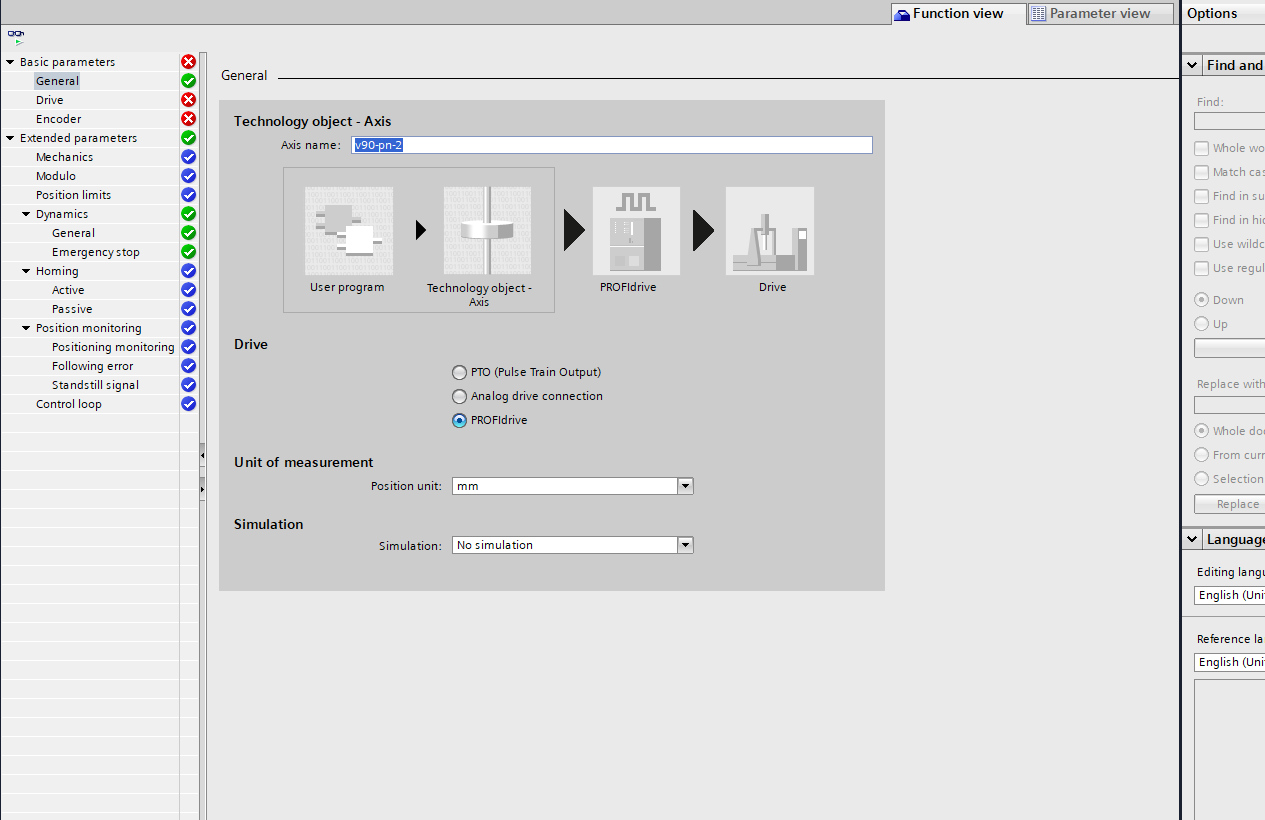 Function view
Parameter view
Options
Basic parameters
General
Drive
Encoder
Extended parameters
Mechanics
Modulo
Position limits
Dynamics
General
Emergency stop
Homing
Active
Passive
Position monitoring
Positioning monitoring
Following error
Standstill signal
Control loop
General
Technology object - Axis
Axis name: v90-pn-2
User program
Technology object -
Axis
PROFIdrive
Drive
Drive
PTO (Pulse Train Output)
Analog drive connection
PROFIdrive
Unit of measurement
Position unit: mm
Simulation
Simulation: No simulation
Find and
Find:
Whole wo
Match cas
Find in su
Find in hid
Use wildc
Use regul
Down
Up
Replace with
Whole doc
From curr
Selection
Replace
Language
Editing langu
English (Uni
Reference la
English (Uni